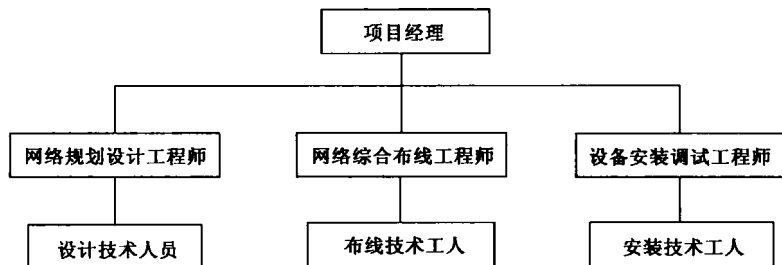 项目经理
网络规划设计工程师
网络综合布线工程师
设备安装调试工程师
设计技术人员
布线技术工人
安装技术工人